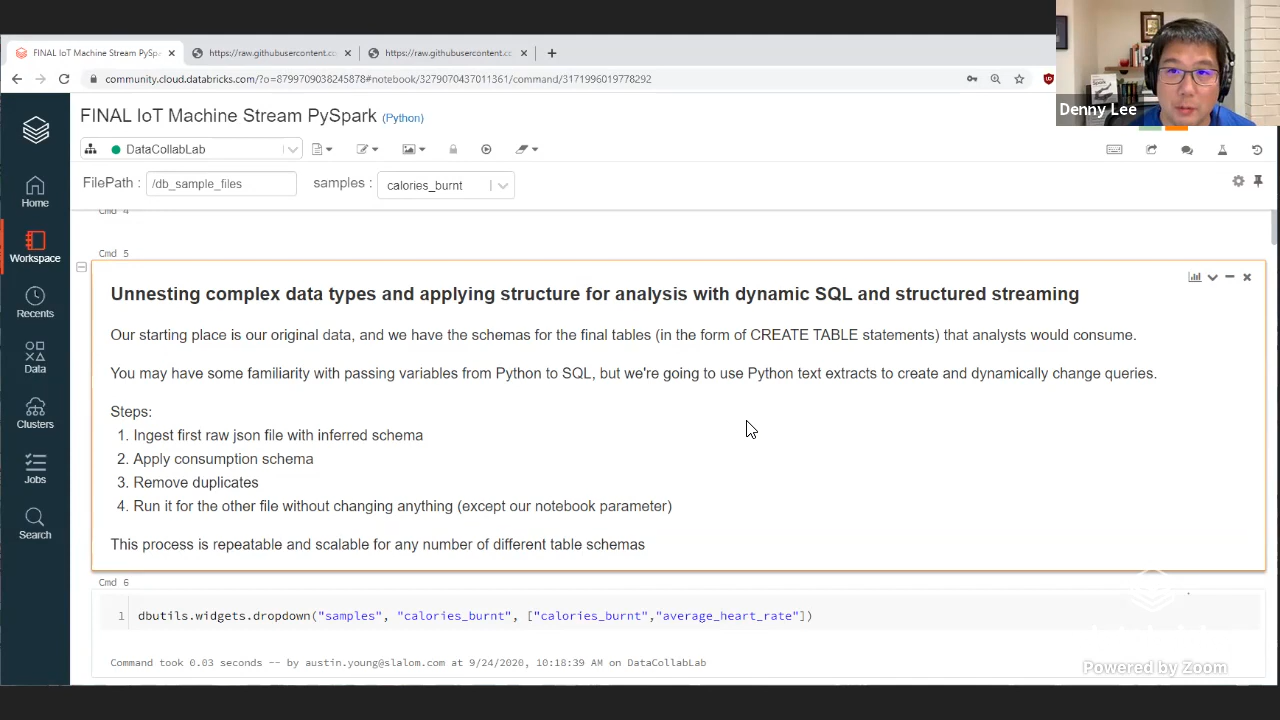 FINAL IoT Machine Stream PySpa
https://raw.githubusercontent.cc
https://raw.githubusercontent.cc
community.cloud.databricks.com/?o=8799709038245878#notebook/3279070437011361/command/3171996019778292
Denny Lee
FINAL IoT Machine Stream PySpark (Python)
DataCollabLab
FilePath : /db_sample_files samples : calories_burnt
Home
Workspace
Recents
Data
Clusters
Jobs
Search
Cmd 4
Cmd 5
Unnesting complex data types and applying structure for analysis with dynamic SQL and structured streaming
Our starting place is our original data, and we have the schemas for the final tables (in the form of CREATE TABLE statements) that analysts would consume.
You may have some familiarity with passing variables from Python to SQL, but we're going to use Python text extracts to create and dynamically change queries.
Steps:
1. Ingest first raw json file with inferred schema
2. Apply consumption schema
3. Remove duplicates
4. Run it for the other file without changing anything (except our notebook parameter)
This process is repeatable and scalable for any number of different table schemas
Cmd 6
1 dbutils.widgets.dropdown("samples", "calories_burnt", ["calories_burnt","average_heart_rate"])
Command took 0.03 seconds -- by austin.young@slalom.com at 9/24/2020, 10:18:39 AM on DataCollabLab
Powered by Zoom